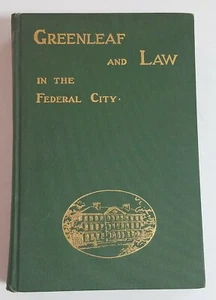 GREENLEAF
AND LAW
IN THE
FEDERAL CITY.